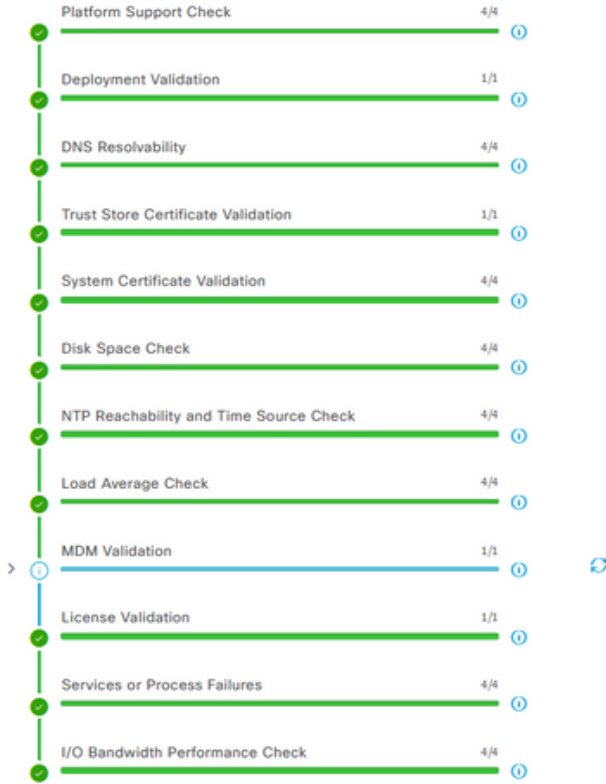 Platform Support Check 4/4
Deployment Validation 1/1
DNS Resolvability 4/4
Trust Store Certificate Validation 1/1
System Certificate Validation 4/4
Disk Space Check 4/4
NTP Reachability and Time Source Check 4/4
Load Average Check 4/4
MDM Validation 1/1
License Validation 1/1
Services or Process Failures 4/4
I/O Bandwidth Performance Check 4/4